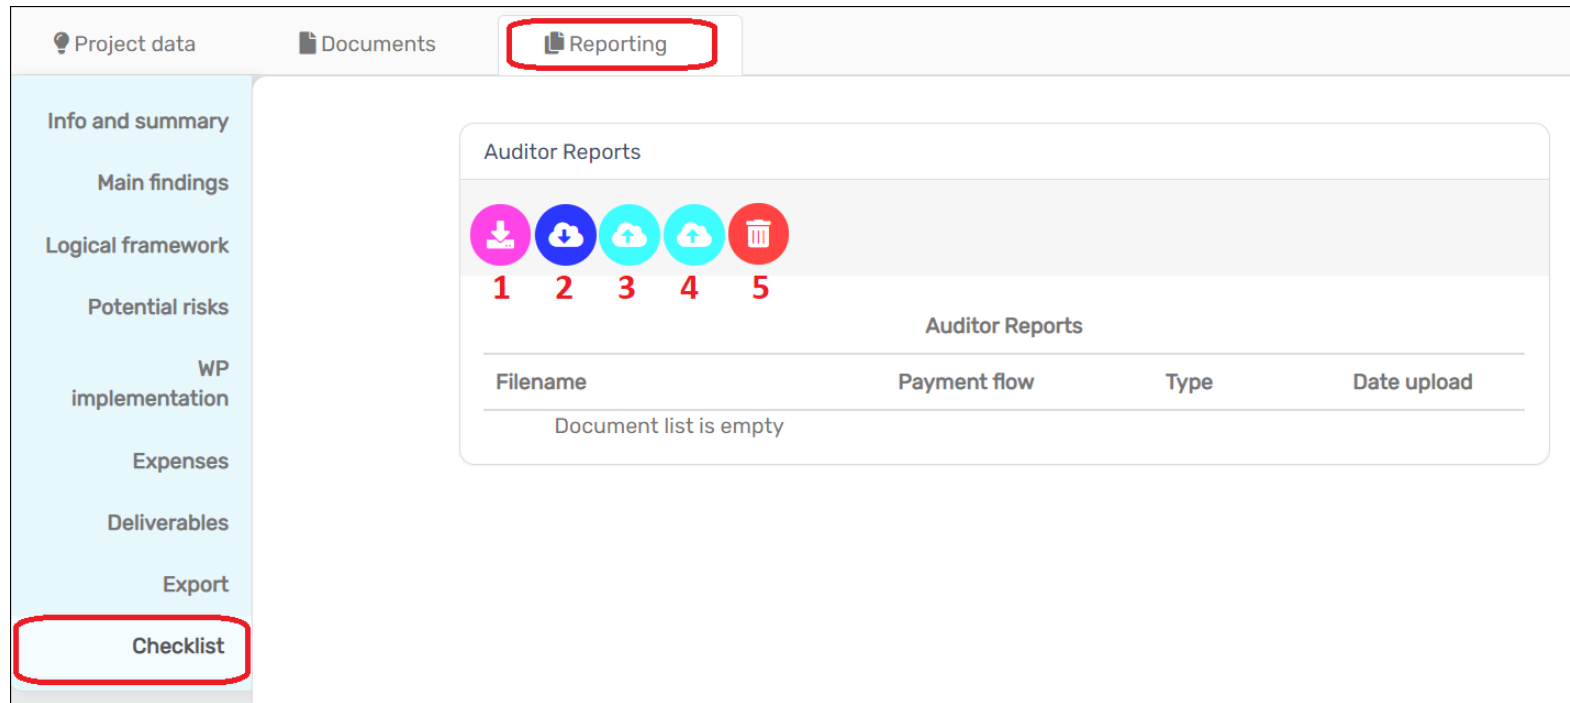 Project data
Documents
Reporting
Info and summary
Main findings
Logical framework
Potential risks
WP
implementation
Expenses
Deliverables
Export
Checklist
Auditor Reports
1 2 3 4 5
Auditor Reports
Filename Payment flow Type Date upload
Document list is empty